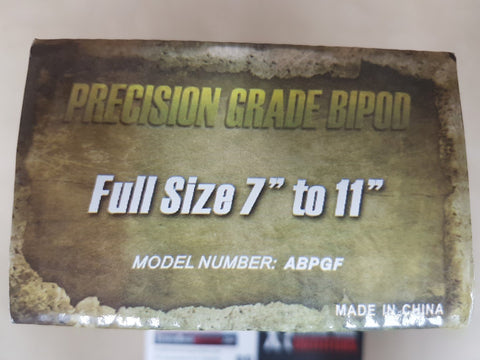 PRECISION GRADE BIPOD
Full Size 7" to 11"
MODEL NUMBER: ABPGF
MADE IN CHINA